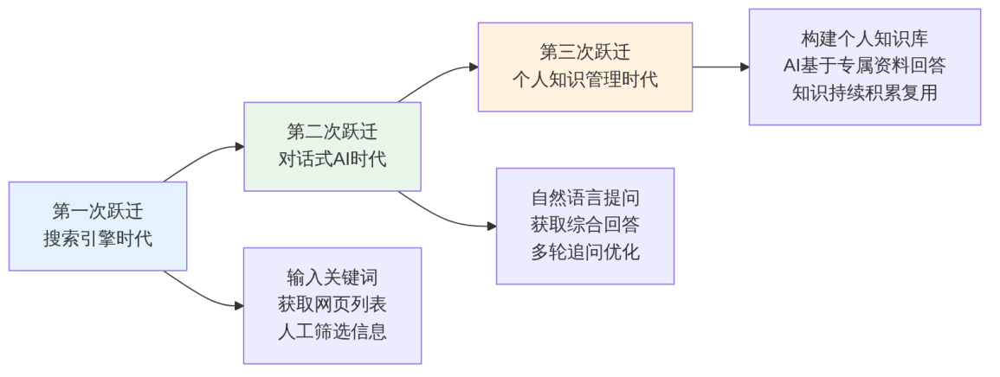 第一次跃迁
搜索引擎时代
输入关键词
获取网页列表
人工筛选信息
第二次跃迁
对话式AI时代
自然语言提问
获取综合回答
多轮追问优化
第三次跃迁
个人知识管理时代
构建个人知识库
AI基于专属资料回答
知识持续积累复用